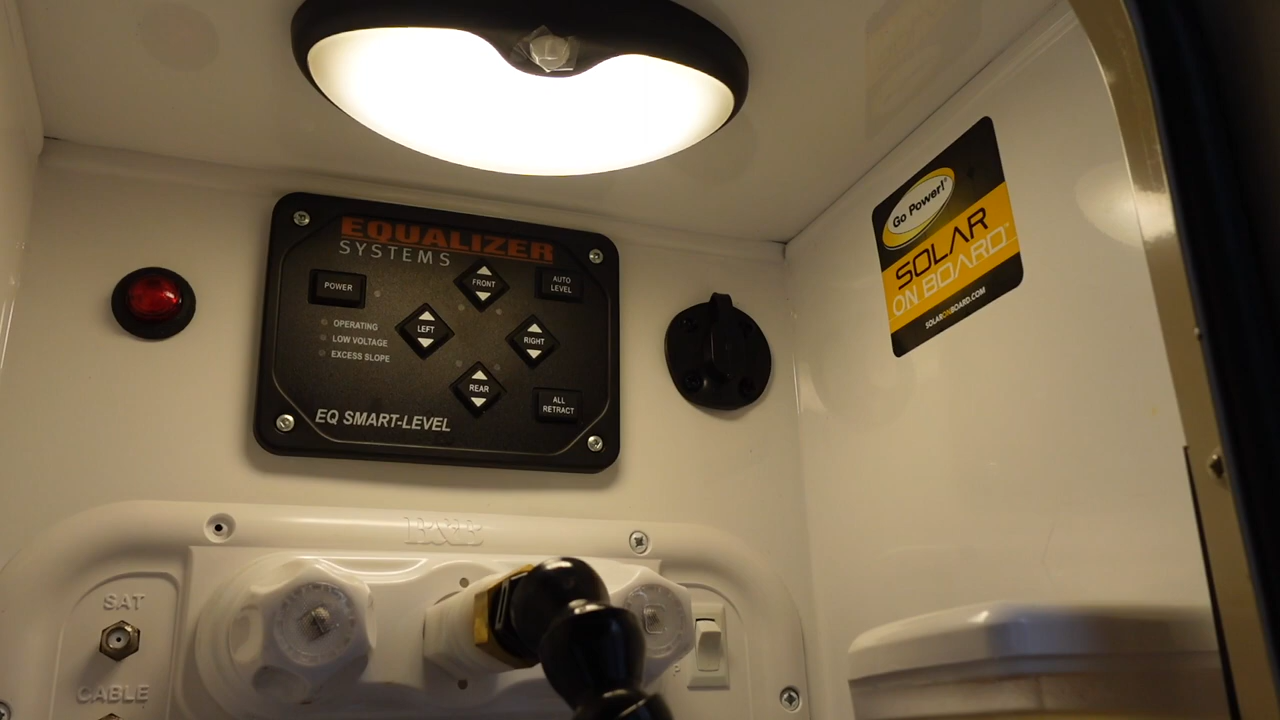 EQUALIZER
SYSTEMS
POWER
FRONT
AUTO
LEVEL
OPERATING
LOW VOLTAGE
EXCESS SLOPE
LEFT
RIGHT
REAR
ALL
RETRACT
EQ SMART-LEVEL
Go Power!®
SOLAR
ON BOARD™
SOLARONBOARD.COM
B&B
SAT
CABLE